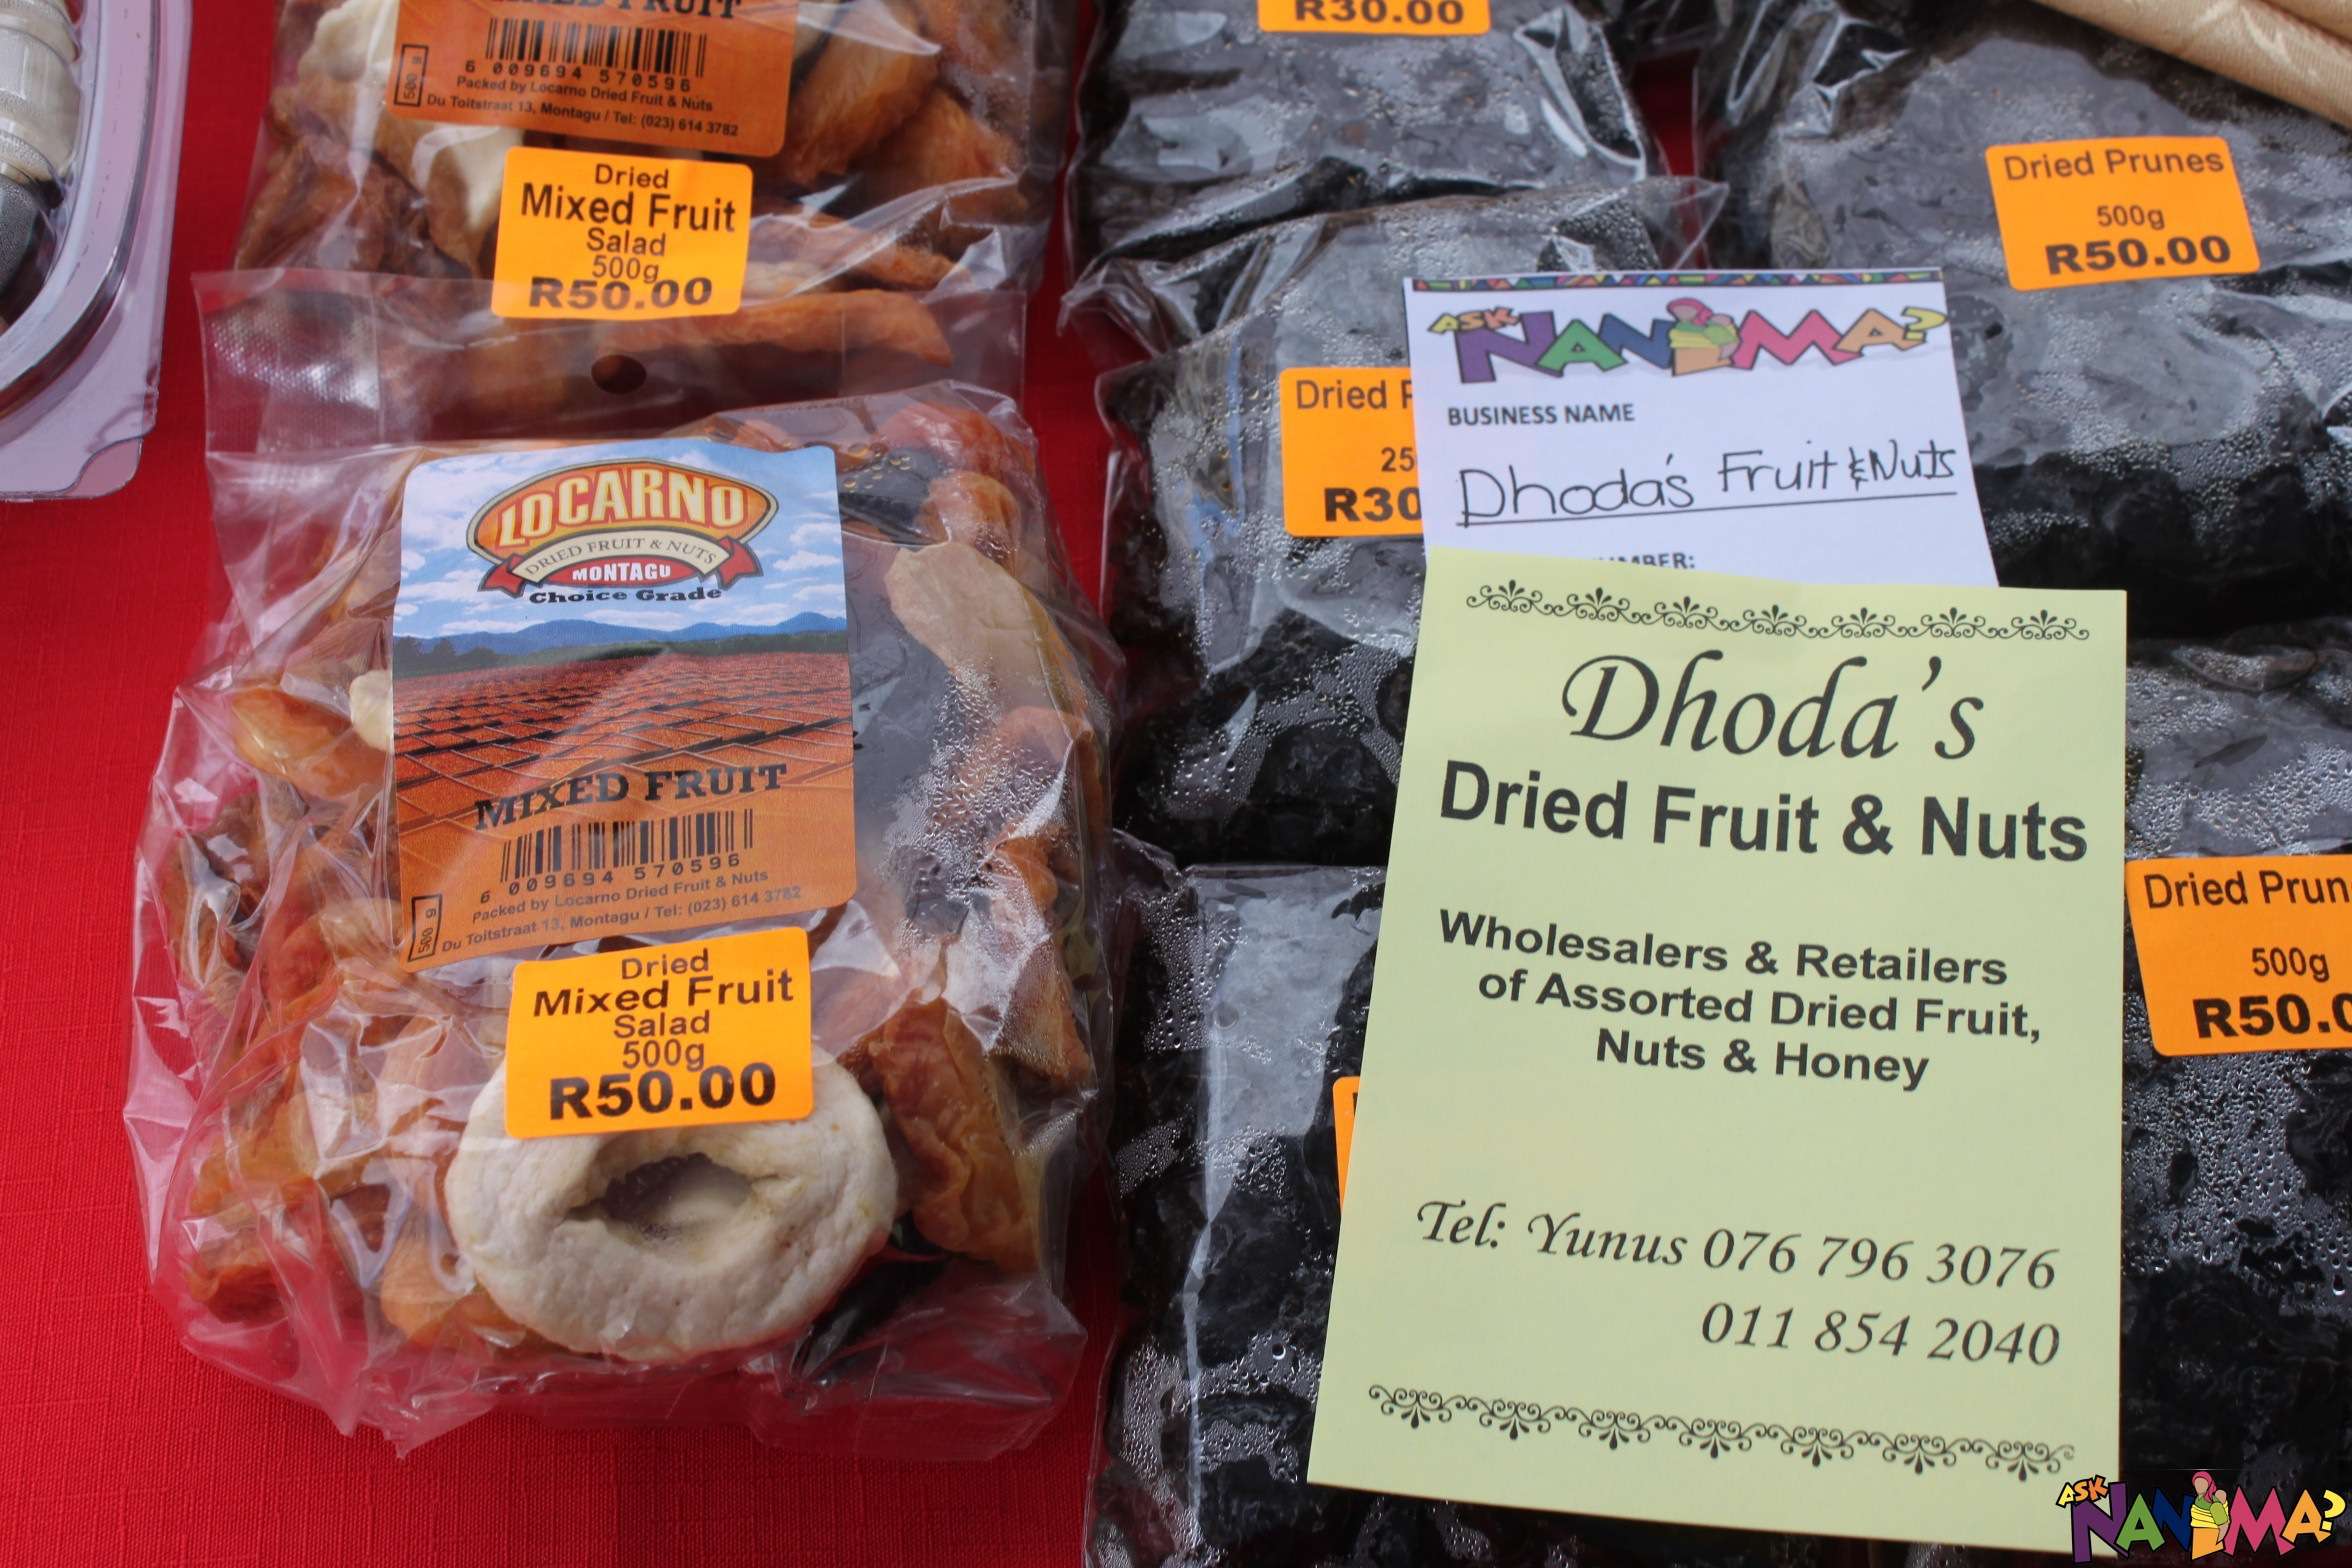 MIXED FRUIT
6 009694 570596
500 g
Packed by Locarno Dried Fruit & Nuts
Du Toitstraat 13, Montagu / Tel: (023) 614 3782
Dried
Mixed Fruit
Salad
500g
R50.00
R30.00
Dried Prunes
500g
R50.00
LOCARNO
DRIED FRUIT & NUTS
MONTAGU
Choice Grade
MIXED FRUIT
6 009694 570596
500 g
Packed by Locarno Dried Fruit & Nuts
Du Toitstraat 13, Montagu / Tel: (023) 614 3782
Dried
Mixed Fruit
Salad
500g
R50.00
Dried
R30
ASK NANIMA?
BUSINESS NAME
Dhoda's Fruit & Nuts
Dhoda's
Dried Fruit & Nuts
Wholesalers & Retailers
of Assorted Dried Fruit,
Nuts & Honey
Tel: Yunus 076 796 3076
011 854 2040
Dried
500g
R50.0
ASK NANIMA?